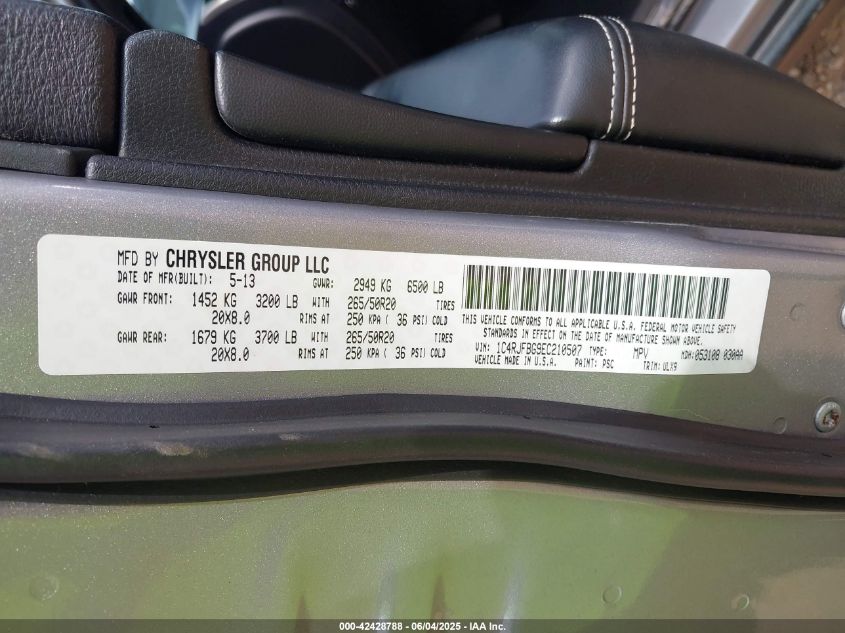 MFD BY CHRYSLER GROUP LLC
DATE OF MFR(BUILT): 5-13 GVWR: 2949 KG 6500 LB
GAWR FRONT: 1452 KG 3200 LB WITH 265/50R20 TIRES
20X8.0 RIMS AT 250 KPA ( 36 PSI) COLD
GAWR REAR: 1679 KG 3700 LB WITH 265/50R20 TIRES
20X8.0 RIMS AT 250 KPA ( 36 PSI) COLD
THIS VEHICLE CONFORMS TO ALL APPLICABLE U.S.A. FEDERAL MOTOR VEHICLE SAFETY
STANDARDS IN EFFECT ON THE DATE OF MANUFACTURE SHOWN ABOVE.
VIN: 1C4RJFBG9EC210507 TYPE: MPV MDH: 053108 030AA
VEHICLE MADE IN U.S.A. PAINT: PSC TRIM: ULX9
000-42428788 - 06/04/2025 - IAA Inc.